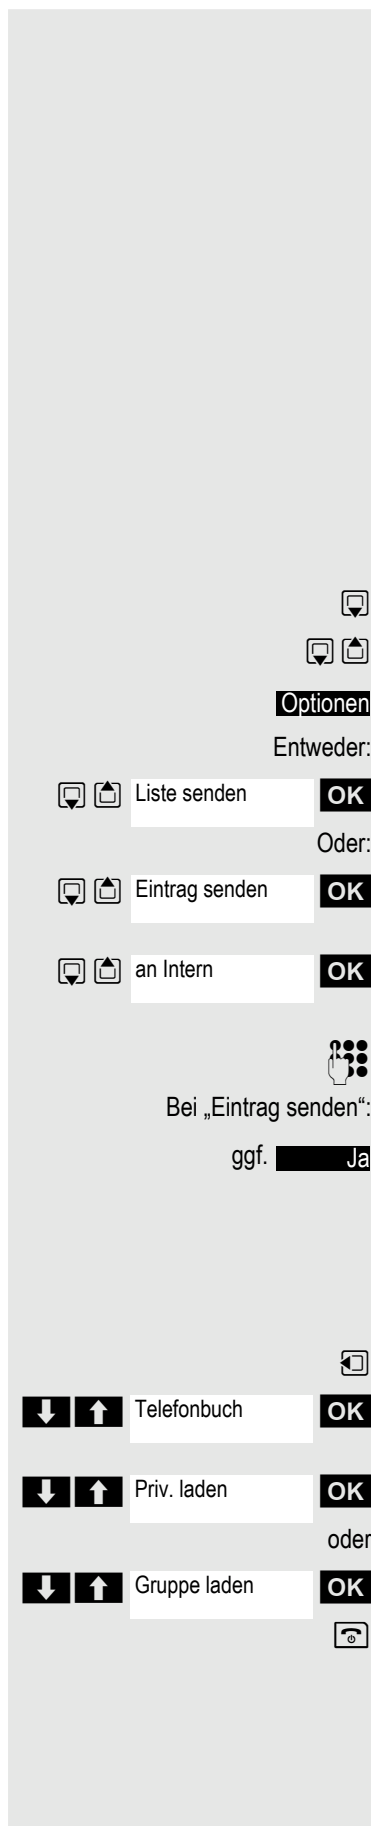 Optionen
Entweder:
Liste senden OK
Oder:
Eintrag senden OK
an Intern OK
Bei „Eintrag senden“:
ggf. Ja
Telefonbuch OK
Priv. laden OK
oder
Gruppe laden OK